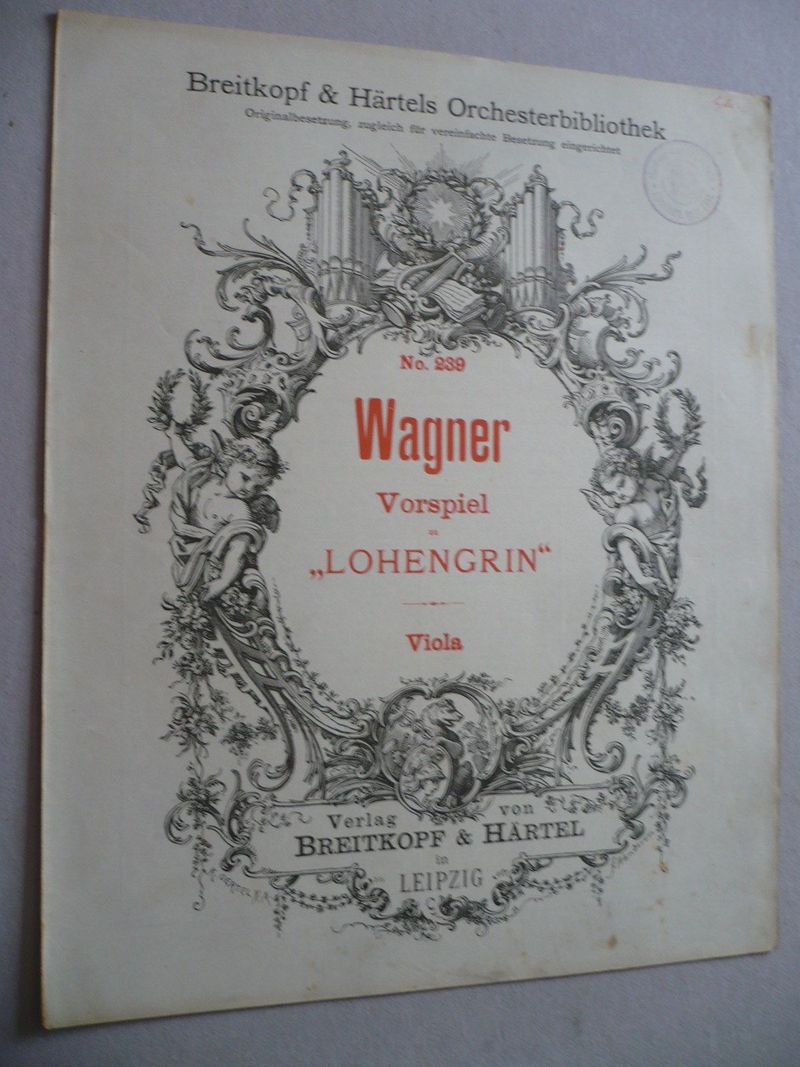 Breitkopf & Härtels Orchesterbibliothek
Originalbesetzung, zugleich für vereinfachte Besetzung eingerichtet
No. 239
Wagner
Vorspiel
zu
„LOHENGRIN“
Viola
Verlag von
BREITKOPF & HÄRTEL
in
LEIPZIG